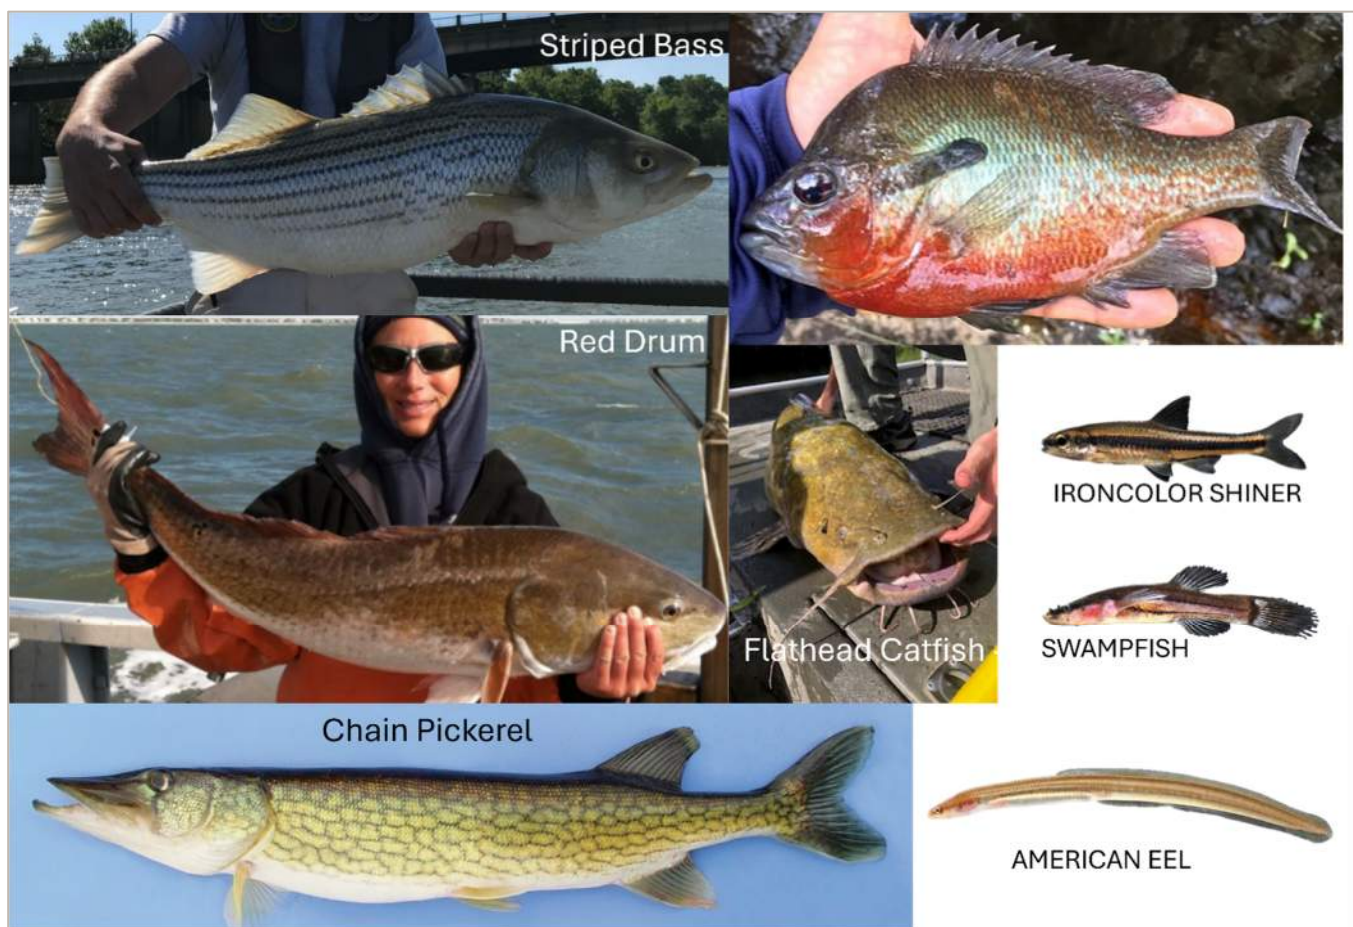 Striped Bass
Red Drum
Flathead Catfish
IRONCOLOR SHINER
SWAMPFISH
Chain Pickerel
AMERICAN EEL